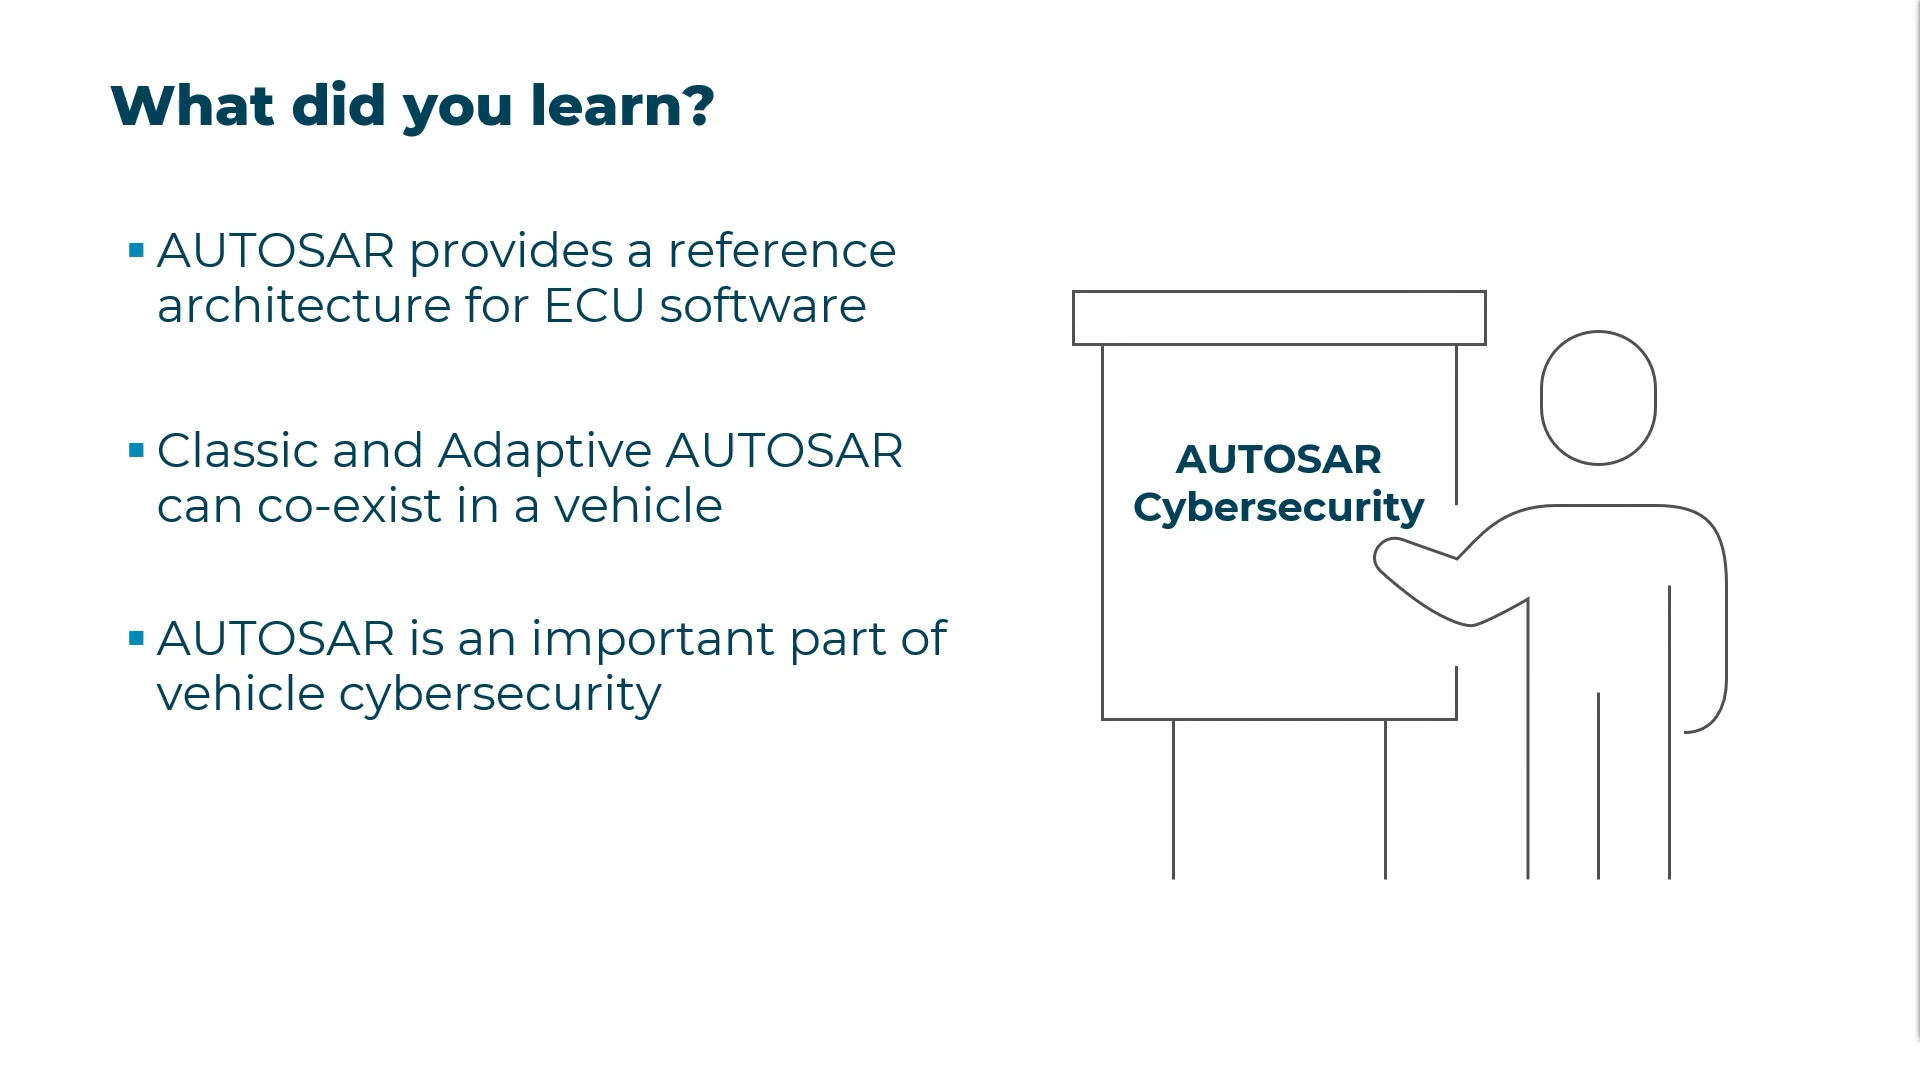 What did you learn?
▪ AUTOSAR provides a reference
architecture for ECU software
▪ Classic and Adaptive AUTOSAR
can co-exist in a vehicle
▪ AUTOSAR is an important part of
vehicle cybersecurity
AUTOSAR
Cybersecurity